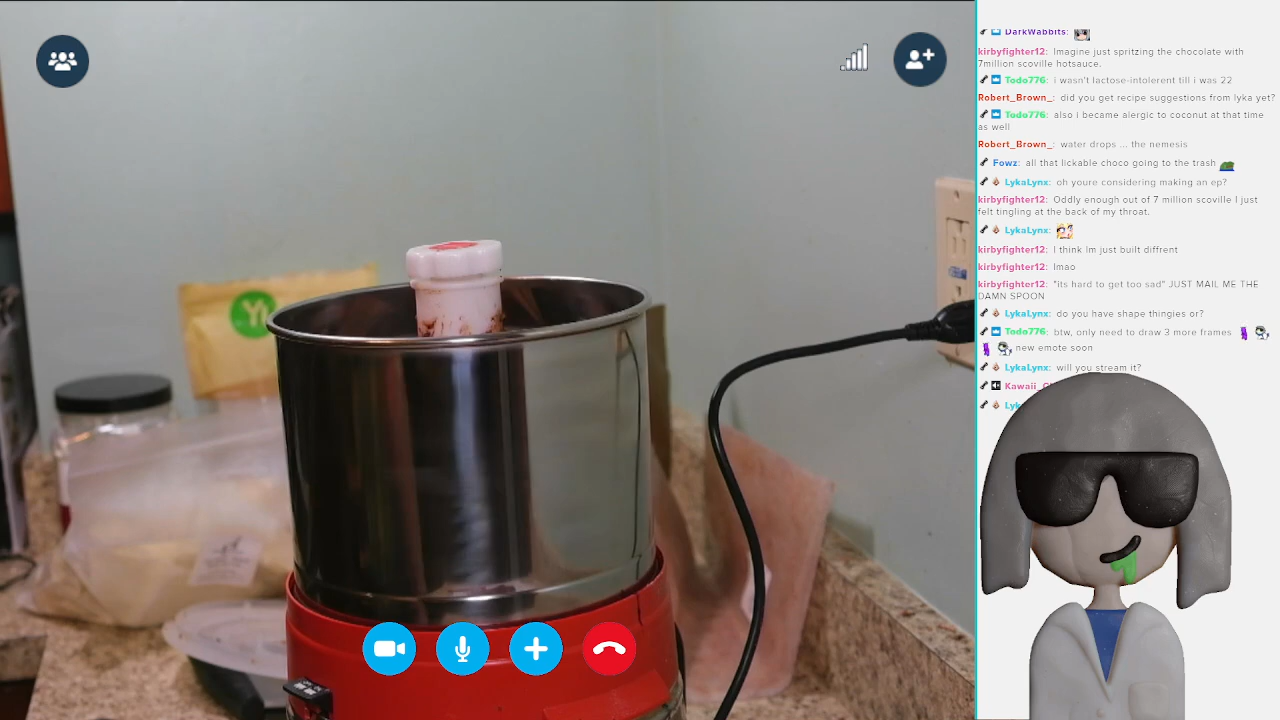 DarkWabbits:
kirbyfighter12: Imagine just spritzing the chocolate with
7million scoville hotsauce.
Todo776: i wasn't lactose-intolerent till i was 22
Robert_Brown_: did you get recipe suggestions from lyka yet?
Todo776: also i became alergic to coconut at that time
as well
Robert_Brown_: water drops ... the nemesis
Fowz: all that lickable choco going to the trash
LykaLynx: oh youre considering making an ep?
kirbyfighter12: Oddly enough out of 7 million scoville I just
felt tingling at the back of my throat.
LykaLynx:
kirbyfighter12: I think Im just built diffrent
kirbyfighter12: lmao
kirbyfighter12: "its hard to get too sad" JUST MAIL ME THE
DAMN SPOON
LykaLynx: do you have shape thingies or?
Todo776: btw, only need to draw 3 more frames
new emote soon
LykaLynx: will you stream it?
Kawaii_
Lyk
Yi